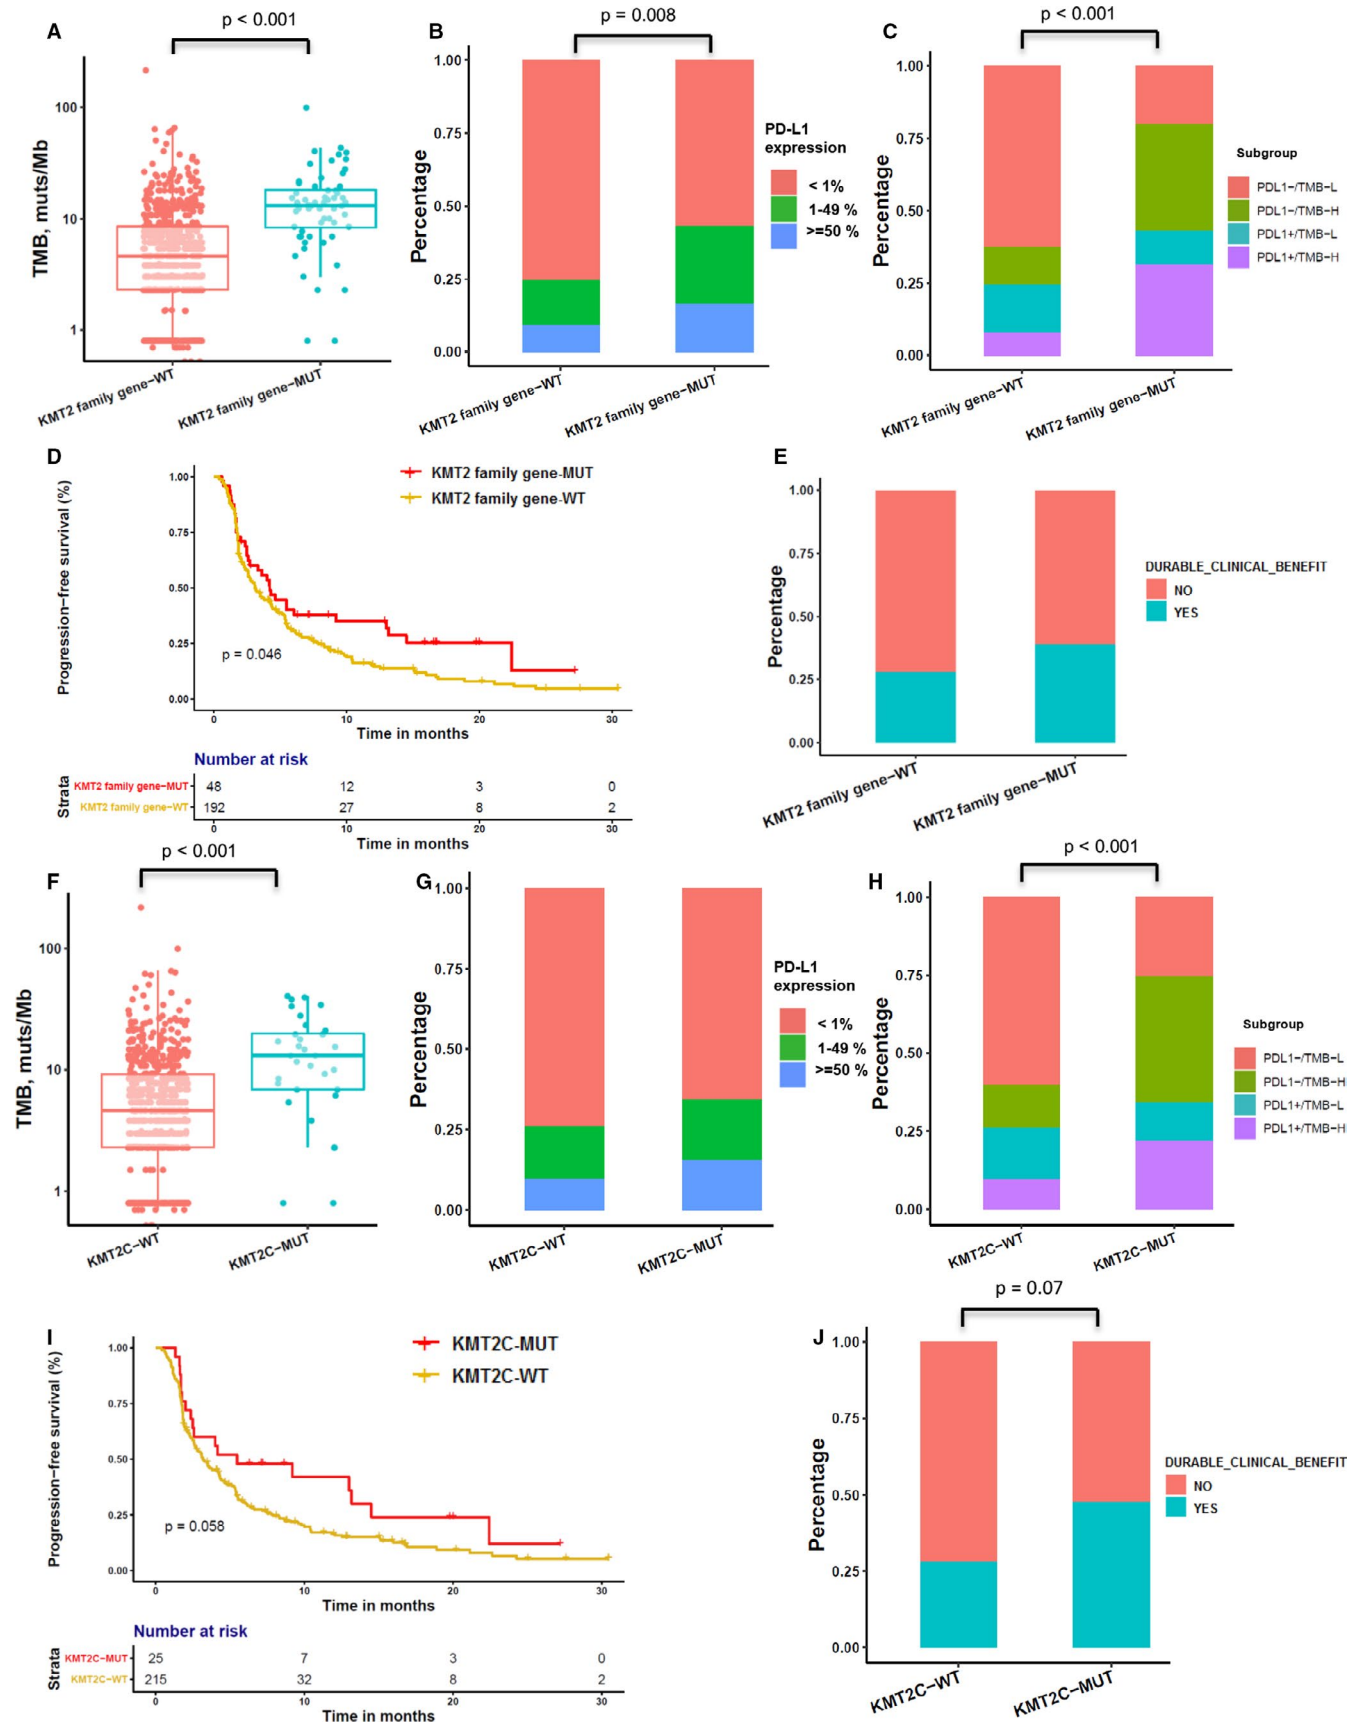 A
p < 0.001
TMB, muts/Mb
100
10
1
KMT2 family gene−WT
KMT2 family gene−MUT
B
p = 0.008
Percentage
1.00
0.75
0.50
0.25
0.00
KMT2 family gene−WT
KMT2 family gene−MUT
PD-L1
expression
< 1%
1-49 %
>=50 %
C
p < 0.001
Percentage
1.00
0.75
0.50
0.25
0.00
KMT2 family gene−WT
KMT2 family gene−MUT
Subgroup
PDL1−/TMB−L
PDL1−/TMB−H
PDL1+/TMB−L
PDL1+/TMB−H
D
Progression−free survival (%)
1.00
0.75
0.50
0.25
0.00
KMT2 family gene-MUT
KMT2 family gene-WT
p = 0.046
0 10 20 30
Time in months
Number at risk
Strata
KMT2 family gene−MUT 48 12 3 0
KMT2 family gene−WT 192 27 8 2
0 10 20 30
Time in months
E
Percentage
1.00
0.75
0.50
0.25
0.00
KMT2 family gene−WT
KMT2 family gene−MUT
DURABLE_CLINICAL_BENEFIT
NO
YES
F
p < 0.001
TMB, muts/Mb
100
10
1
KMT2C−WT
KMT2C−MUT
G
Percentage
1.00
0.75
0.50
0.25
0.00
KMT2C−WT
KMT2C−MUT
PD-L1
expression
< 1%
1-49 %
>=50 %
H
p < 0.001
Percentage
1.00
0.75
0.50
0.25
0.00
KMT2C−WT
KMT2C−MUT
Subgroup
PDL1−/TMB−L
PDL1−/TMB−H
PDL1+/TMB−L
PDL1+/TMB−H
I
Progression−free survival (%)
1.00
0.75
0.50
0.25
0.00
KMT2C-MUT
KMT2C-WT
p = 0.058
0 10 20 30
Time in months
Number at risk
Strata
KMT2C−MUT 25 7 3 0
KMT2C−WT 215 32 8 2
0 10 20 30
Time in months
J
p = 0.07
Percentage
1.00
0.75
0.50
0.25
0.00
KMT2C−WT
KMT2C−MUT
DURABLE_CLINICAL_BENEFIT
NO
YES